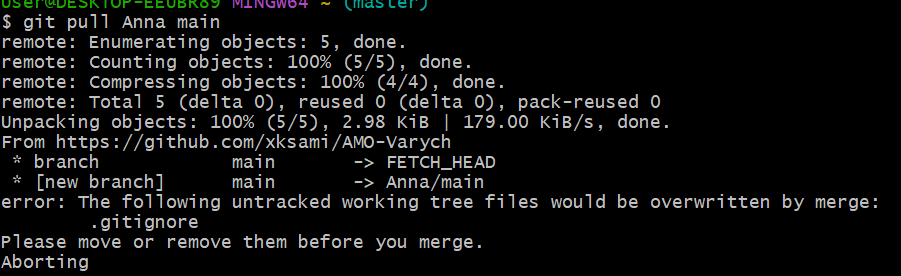 User@DESKTOP-EEUBR89 MINGW64 ~ (master)
$ git pull Anna main
remote: Enumerating objects: 5, done.
remote: Counting objects: 100% (5/5), done.
remote: Compressing objects: 100% (4/4), done.
remote: Total 5 (delta 0), reused 0 (delta 0), pack-reused 0
Unpacking objects: 100% (5/5), 2.98 KiB | 179.00 KiB/s, done.
From https://github.com/xksami/AMO-Varych
 * branch            main       -> FETCH_HEAD
 * [new branch]      main       -> Anna/main
error: The following untracked working tree files would be overwritten by merge:
        .gitignore
Please move or remove them before you merge.
Aborting